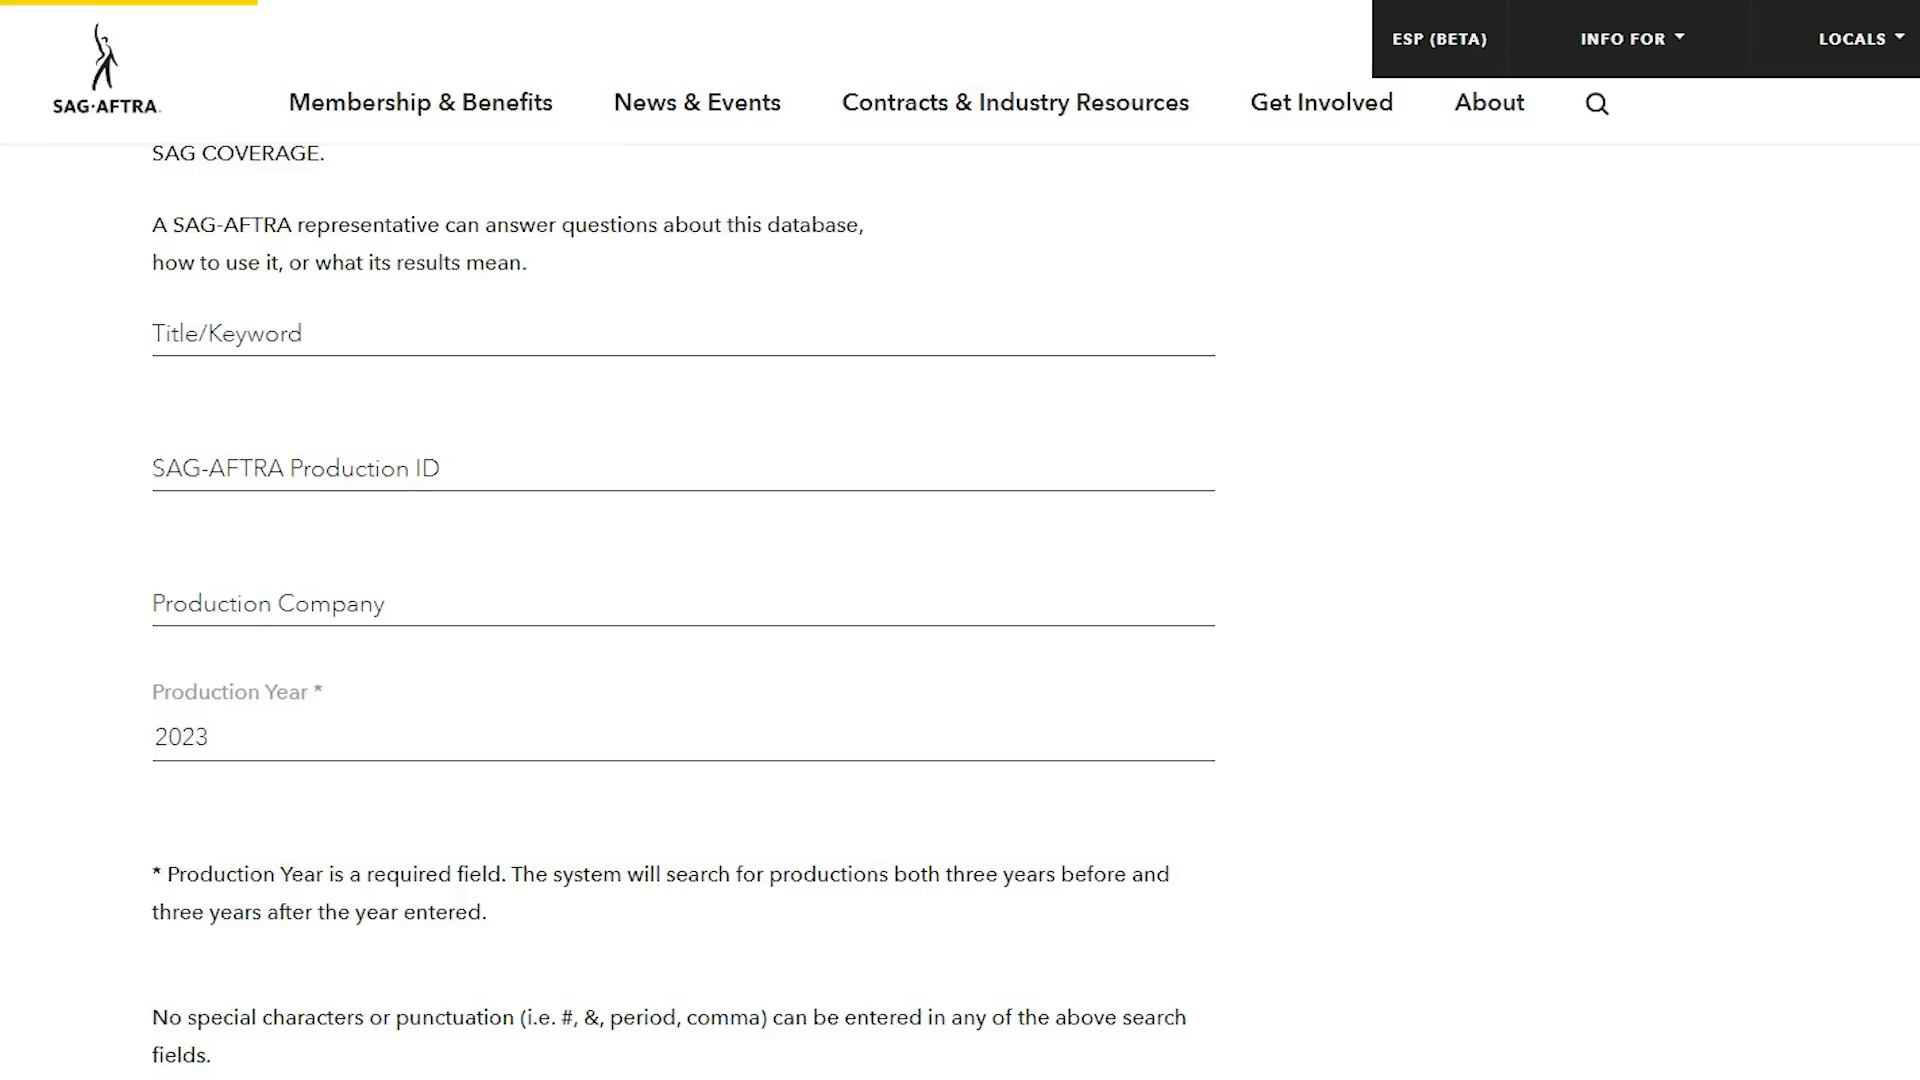 ESP (BETA)
INFO FOR
LOCALS
SAG·AFTRA.
Membership & Benefits
News & Events
Contracts & Industry Resources
Get Involved
About
SAG COVERAGE.
A SAG-AFTRA representative can answer questions about this database,
how to use it, or what its results mean.
Title/Keyword
SAG-AFTRA Production ID
Production Company
Production Year *
2023
* Production Year is a required field. The system will search for productions both three years before and
three years after the year entered.
No special characters or punctuation (i.e. #, &, period, comma) can be entered in any of the above search
fields.